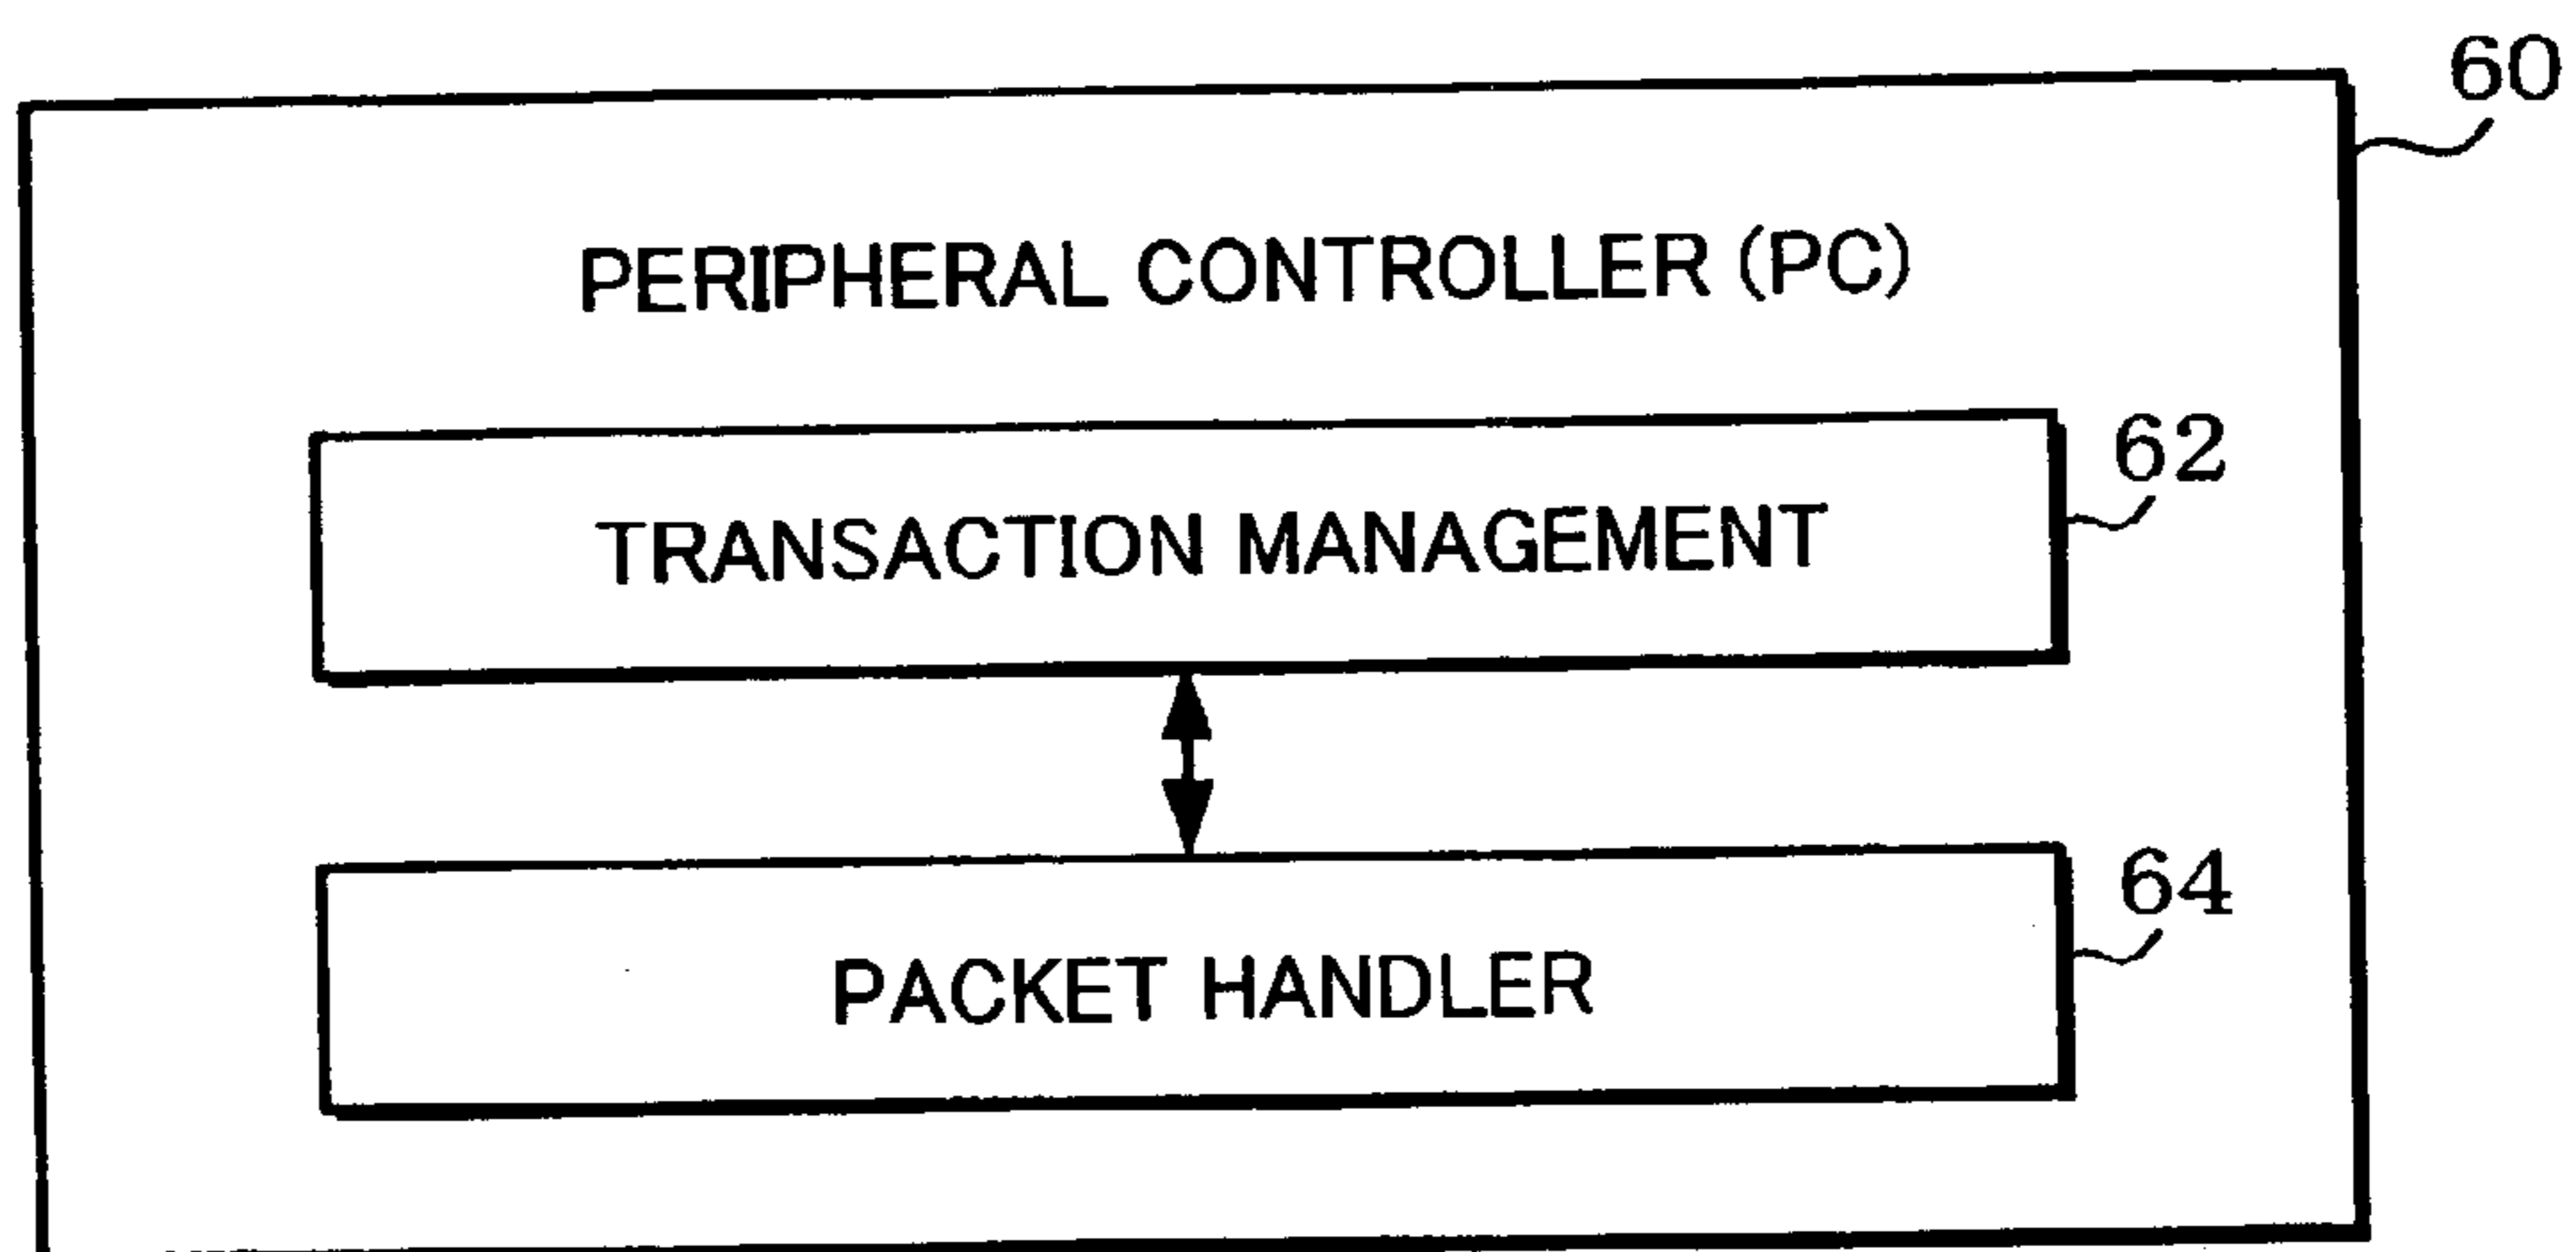 60
PERIPHERAL CONTROLLER (PC)
62
TRANSACTION MANAGEMENT
64
PACKET HANDLER